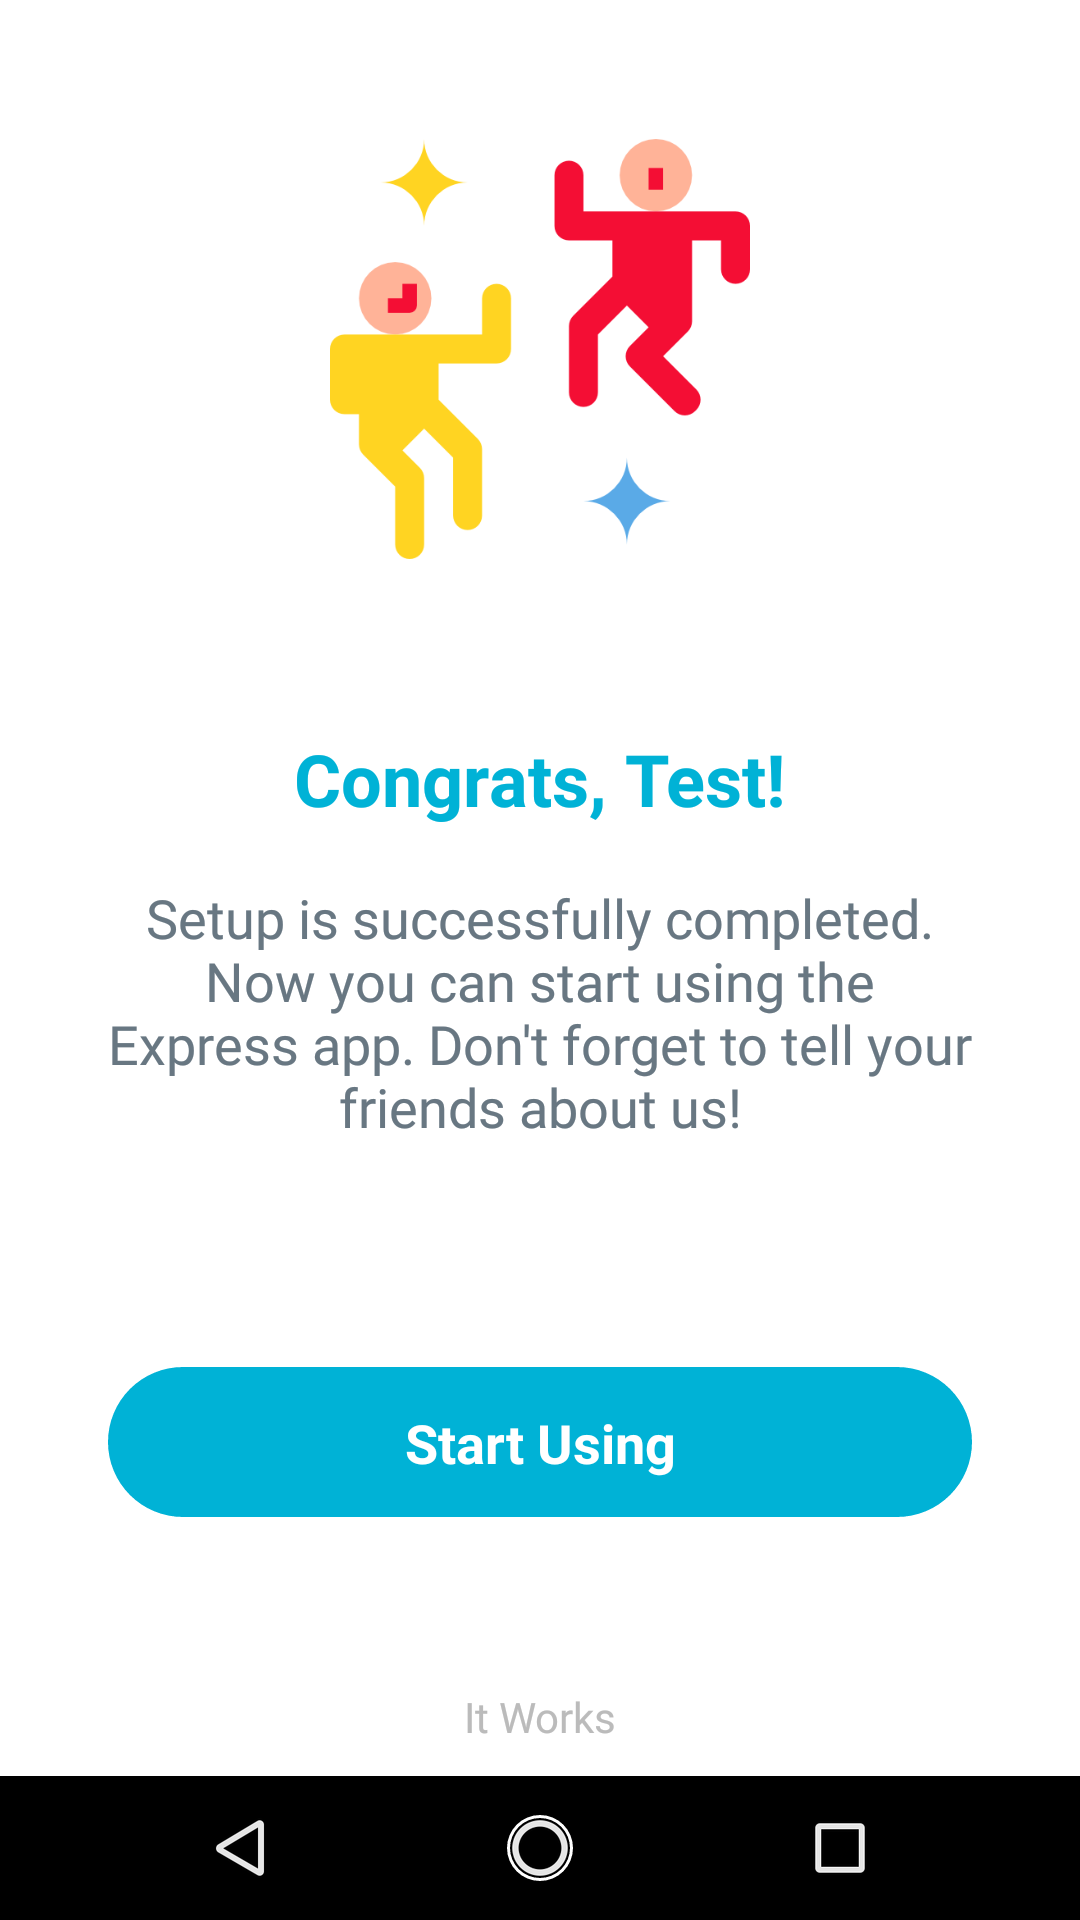 Congrats, Test!
Setup is successfully completed.
Now you can start using the
Express app. Don't forget to tell your
friends about us!
Start Using
It Works